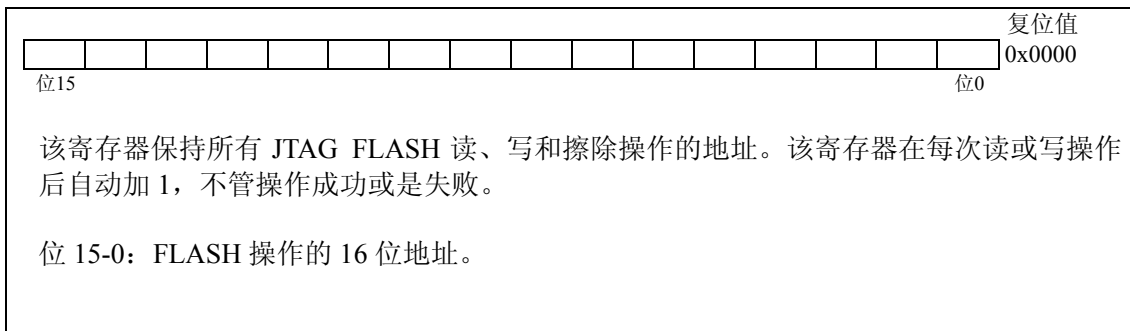 复位值
0x0000
位15 位0
该寄存器保持所有 JTAG FLASH 读、写和擦除操作的地址。该寄存器在每次读或写操作
后自动加 1，不管操作成功或是失败。
位 15-0：FLASH 操作的 16 位地址。